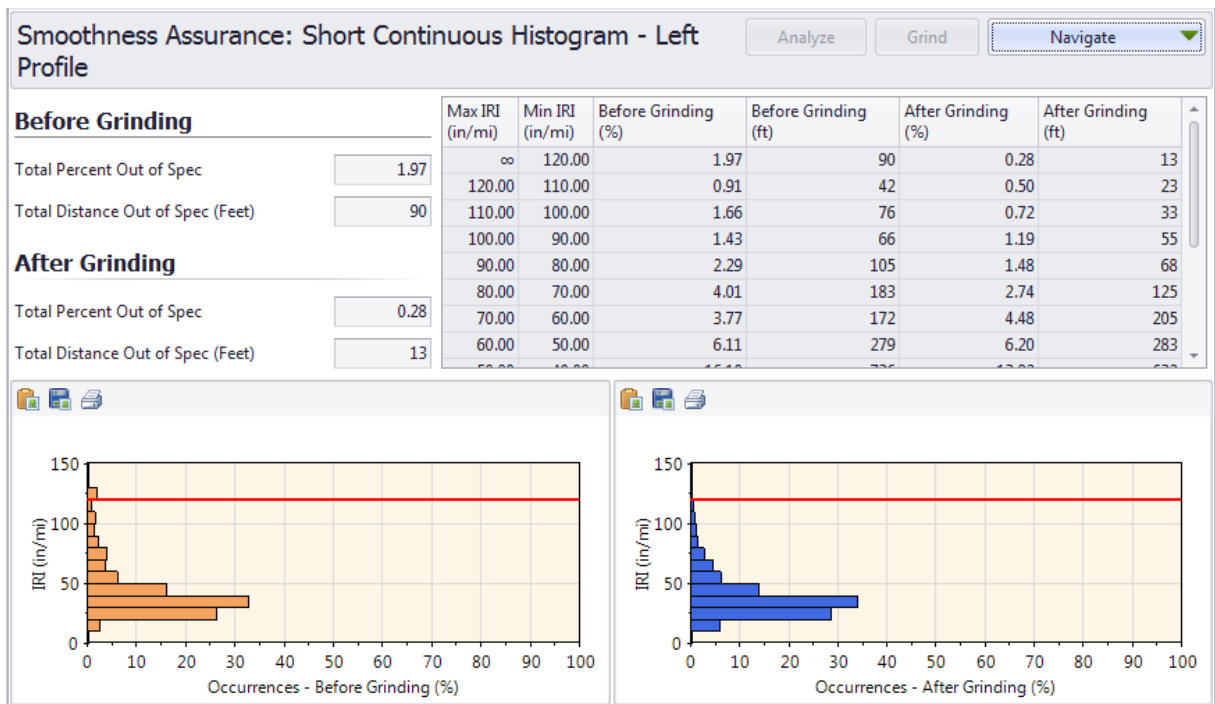 Smoothness Assurance: Short Continuous Histogram - Left
Profile
Analyze
Grind
Navigate
Before Grinding
Total Percent Out of Spec 1.97
Total Distance Out of Spec (Feet) 90
After Grinding
Total Percent Out of Spec 0.28
Total Distance Out of Spec (Feet) 13
Max IRI Min IRI Before Grinding Before Grinding After Grinding After Grinding
(in/mi) (in/mi) (%) (ft) (%) (ft)
∞ 120.00 1.97 90 0.28 13
120.00 110.00 0.91 42 0.50 23
110.00 100.00 1.66 76 0.72 33
100.00 90.00 1.43 66 1.19 55
90.00 80.00 2.29 105 1.48 68
80.00 70.00 4.01 183 2.74 125
70.00 60.00 3.77 172 4.48 205
60.00 50.00 6.11 279 6.20 283
150
100
50
0
IRI (in/mi)
0 10 20 30 40 50 60 70 80 90 100
Occurrences - Before Grinding (%)
150
100
50
0
IRI (in/mi)
0 10 20 30 40 50 60 70 80 90 100
Occurrences - After Grinding (%)